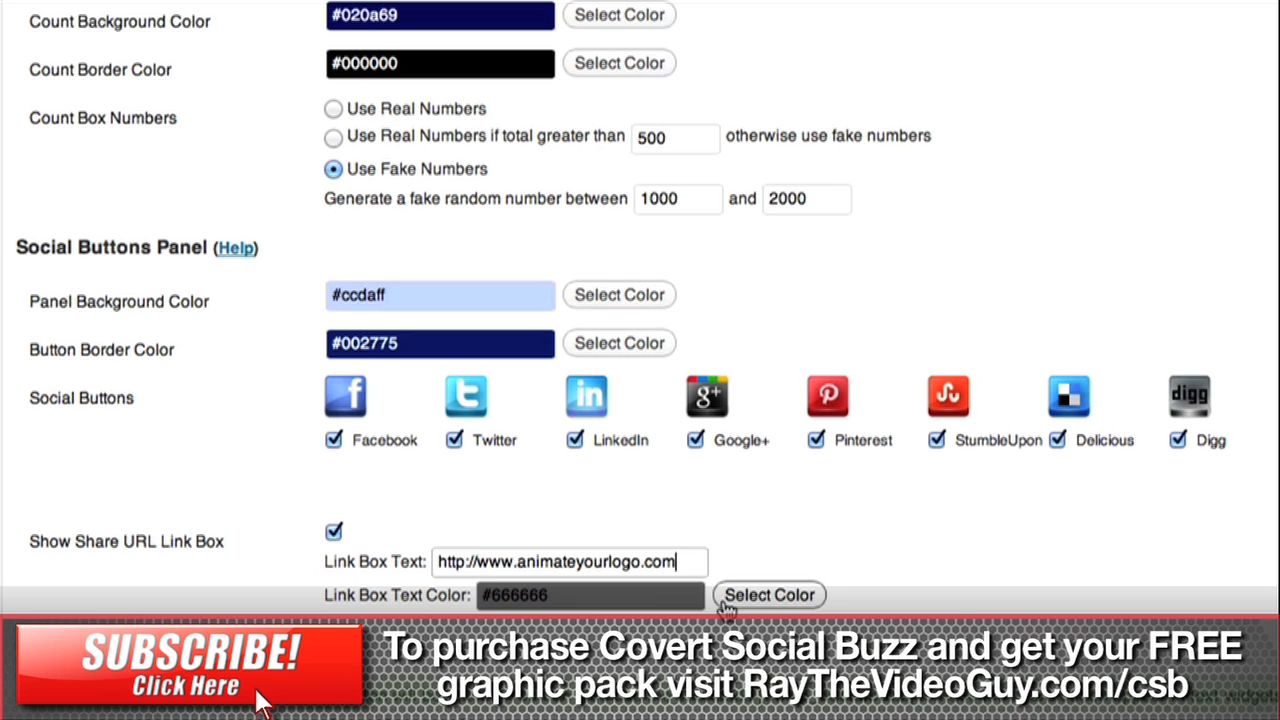 Count Background Color #020a69 Select Color
Count Border Color #000000 Select Color
Count Box Numbers
Use Real Numbers
Use Real Numbers if total greater than 500 otherwise use fake numbers
Use Fake Numbers
Generate a fake random number between 1000 and 2000
Social Buttons Panel (Help)
Panel Background Color #ccdaff Select Color
Button Border Color #002775 Select Color
Social Buttons
f t in g+ P digg
Facebook Twitter LinkedIn Google+ Pinterest StumbleUpon Delicious Digg
Show Share URL Link Box
Link Box Text: http://www.animateyourlogo.com
Link Box Text Color: #666666 Select Color
SUBSCRIBE!
Click Here
To purchase Covert Social Buzz and get your FREE
graphic pack visit RayTheVideoGuy.com/csb